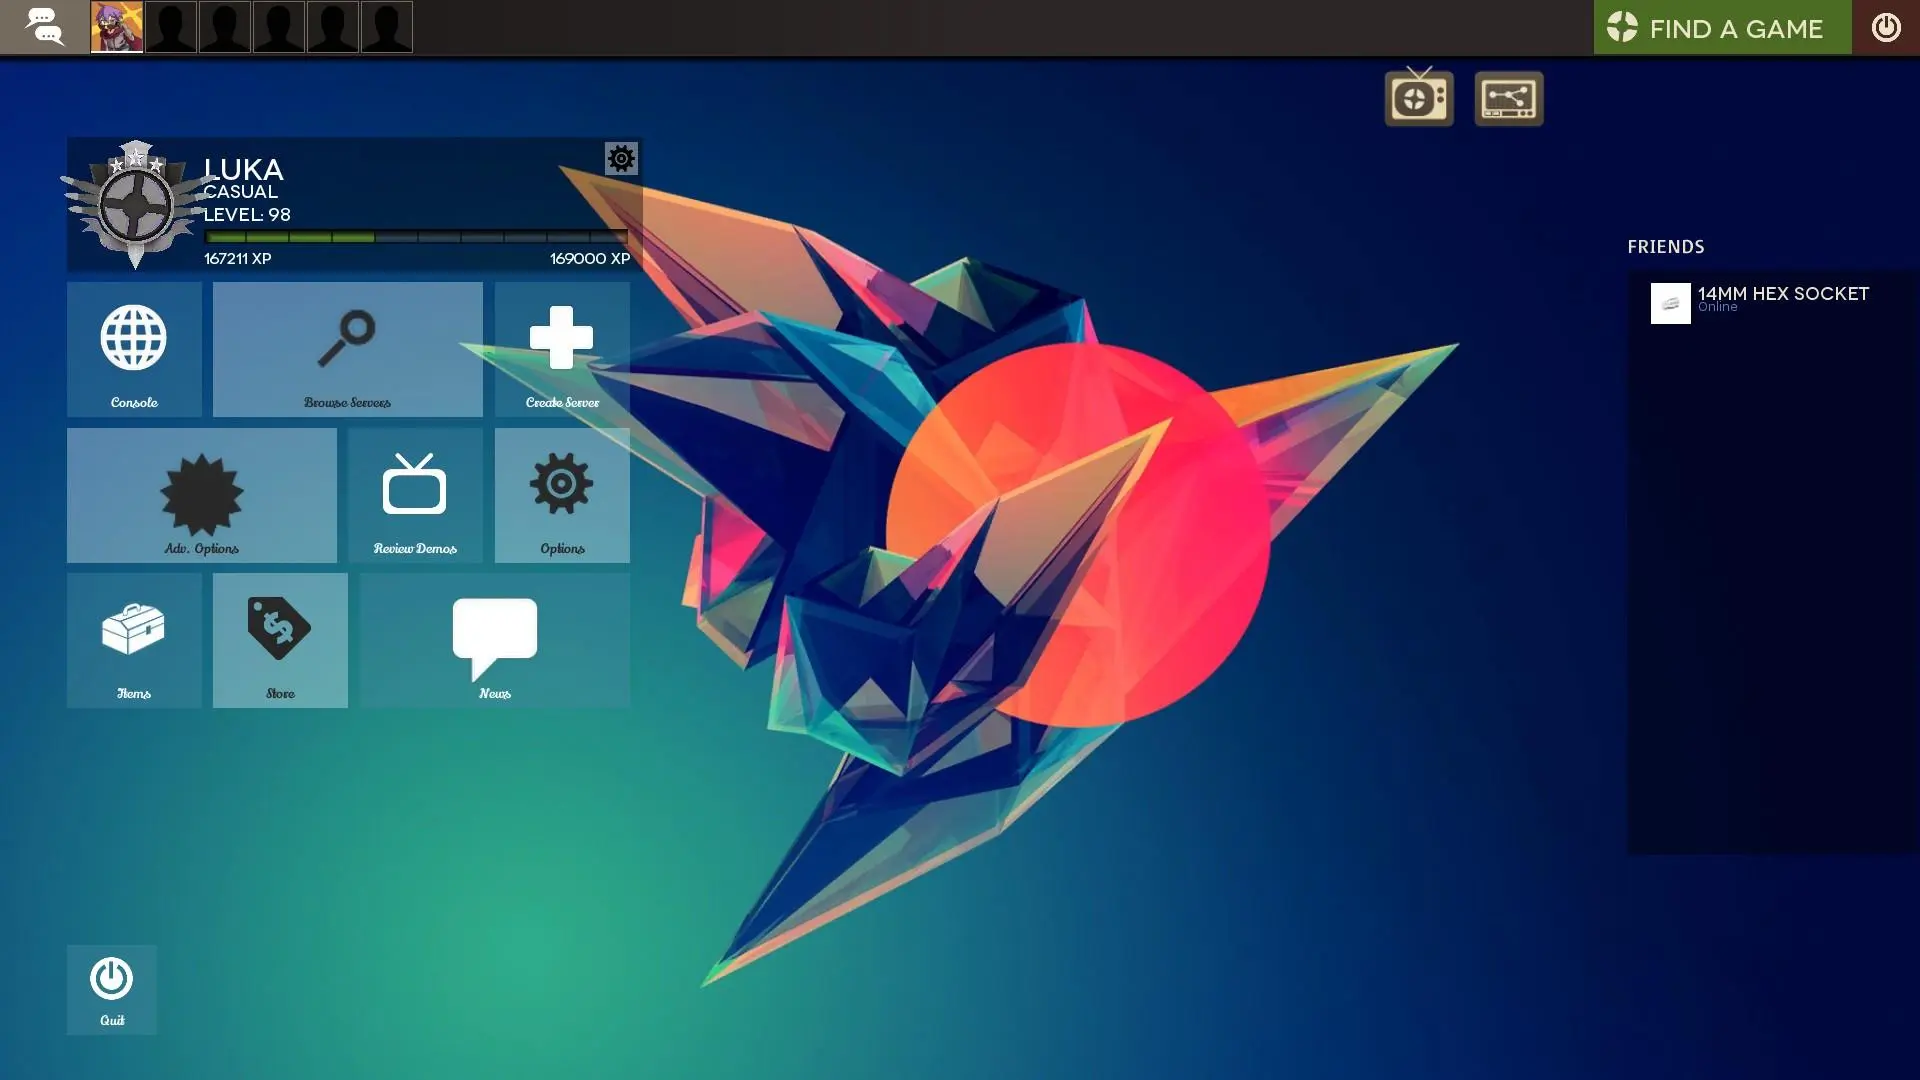 FIND A GAME
LUKA
CASUAL
LEVEL: 98
167211 XP
169000 XP
FRIENDS
14MM HEX SOCKET
Online
Console
Browse Servers
Create Server
Adv. Options
Review Demos
Options
Items
Store
News
Quit